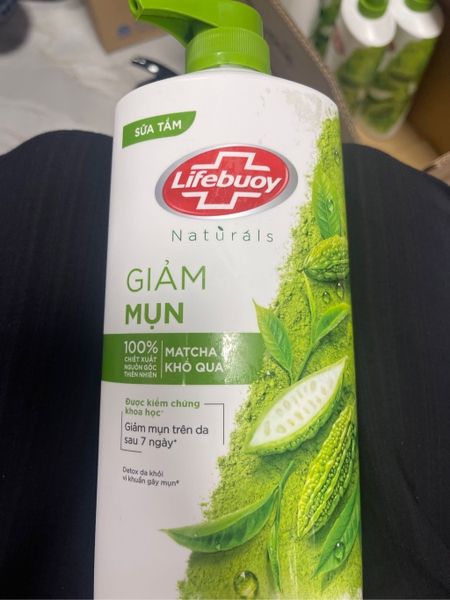 SỮA TẮM
Lifebuoy
Naturals
GIẢM
MỤN
100%
CHIẾT XUẤT
NGUỒN GỐC
THIÊN NHIÊN
MATCHA &
KHỔ QUA
Được kiểm chứng
khoa học*
Giảm mụn trên da
sau 7 ngày*
Detox da khỏi
vi khuẩn gây mụn#